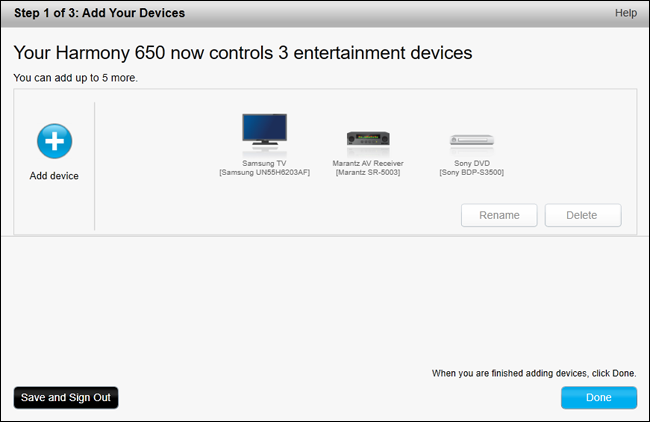 Step 1 of 3: Add Your Devices
Help
Your Harmony 650 now controls 3 entertainment devices
You can add up to 5 more.
Add device
Samsung TV
[Samsung UN55H6203AF]
Marantz AV Receiver
[Marantz SR-5003]
Sony DVD
[Sony BDP-S3500]
Rename
Delete
When you are finished adding devices, click Done.
Save and Sign Out
Done